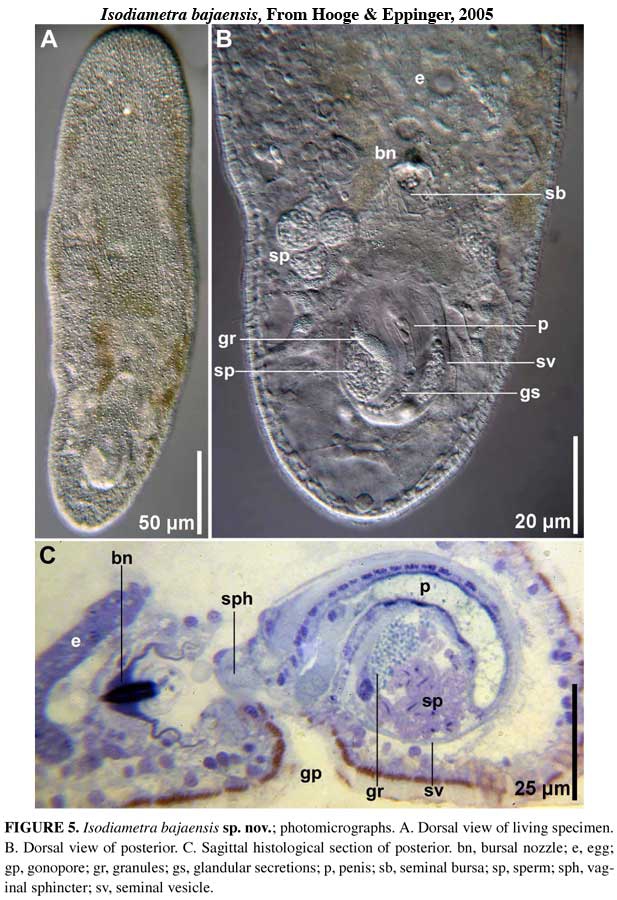 Isodiametra bajaensis, From Hooge & Eppinger, 2005
A
50 µm
B
e
bn
sb
sp
gr
p
sp
sv
gs
20 µm
C
bn
sph
e
p
sp
gp
gr
sv
25 µm
FIGURE 5. Isodiametra bajaensis sp. nov.; photomicrographs. A. Dorsal view of living specimen.
B. Dorsal view of posterior. C. Sagittal histological section of posterior. bn, bursal nozzle; e, egg;
gp, gonopore; gr, granules; gs, glandular secretions; p, penis; sb, seminal bursa; sp, sperm; sph, vag-
inal sphincter; sv, seminal vesicle.